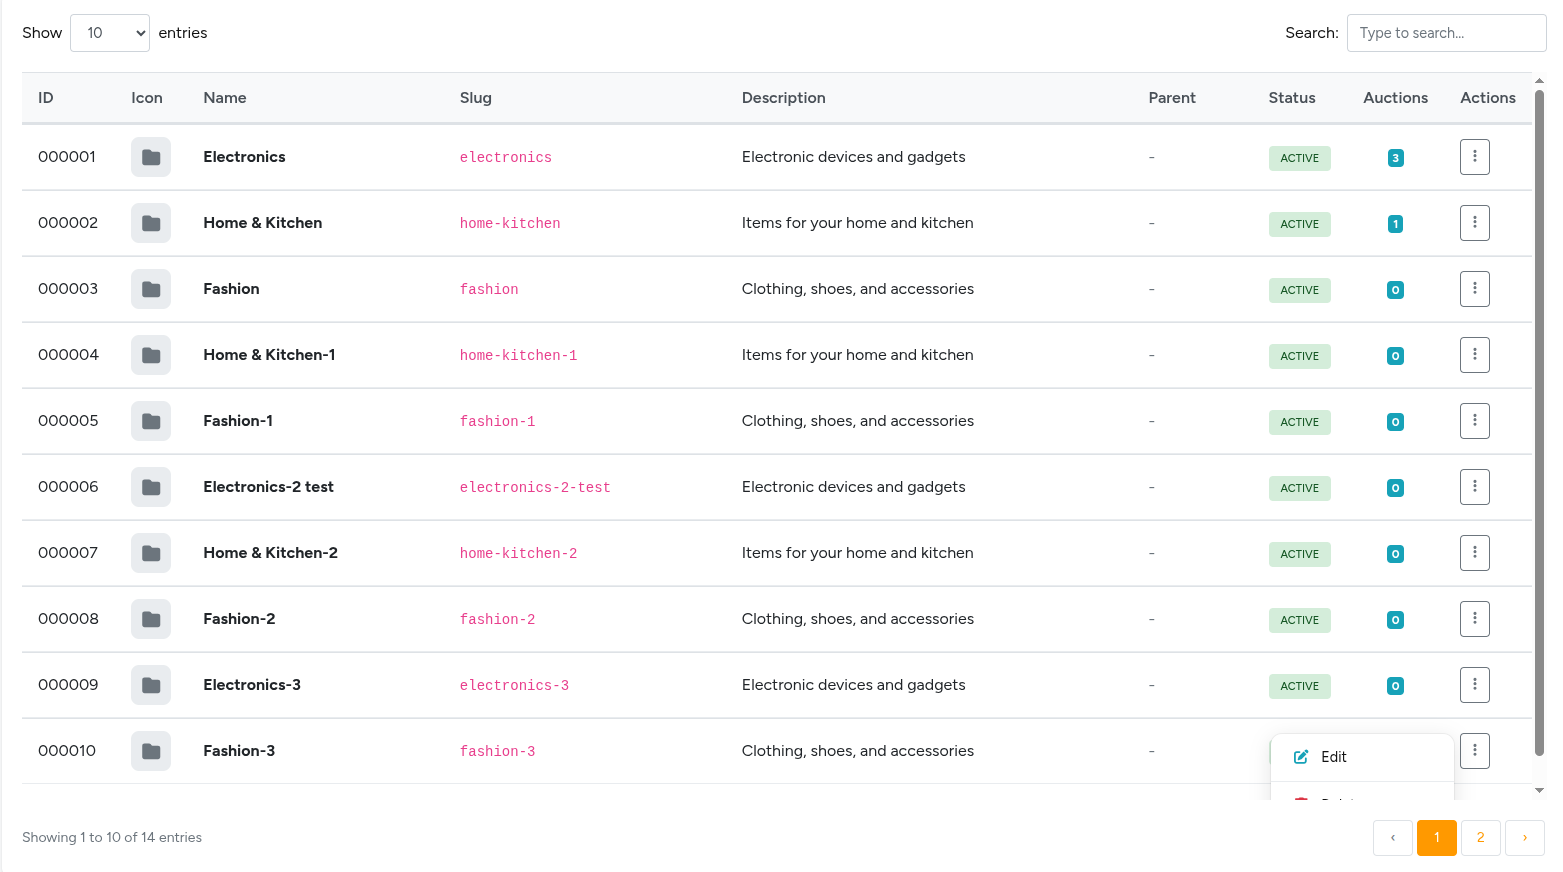 Show 10 entries Search: Type to search...
ID Icon Name Slug Description Parent Status Auctions Actions
000001 Electronics electronics Electronic devices and gadgets - ACTIVE 3
000002 Home & Kitchen home-kitchen Items for your home and kitchen - ACTIVE 1
000003 Fashion fashion Clothing, shoes, and accessories - ACTIVE 0
000004 Home & Kitchen-1 home-kitchen-1 Items for your home and kitchen - ACTIVE 0
000005 Fashion-1 fashion-1 Clothing, shoes, and accessories - ACTIVE 0
000006 Electronics-2 test electronics-2-test Electronic devices and gadgets - ACTIVE 0
000007 Home & Kitchen-2 home-kitchen-2 Items for your home and kitchen - ACTIVE 0
000008 Fashion-2 fashion-2 Clothing, shoes, and accessories - ACTIVE 0
000009 Electronics-3 electronics-3 Electronic devices and gadgets - ACTIVE 0
000010 Fashion-3 fashion-3 Clothing, shoes, and accessories - Edit
Showing 1 to 10 of 14 entries ‹ 1 2 ›